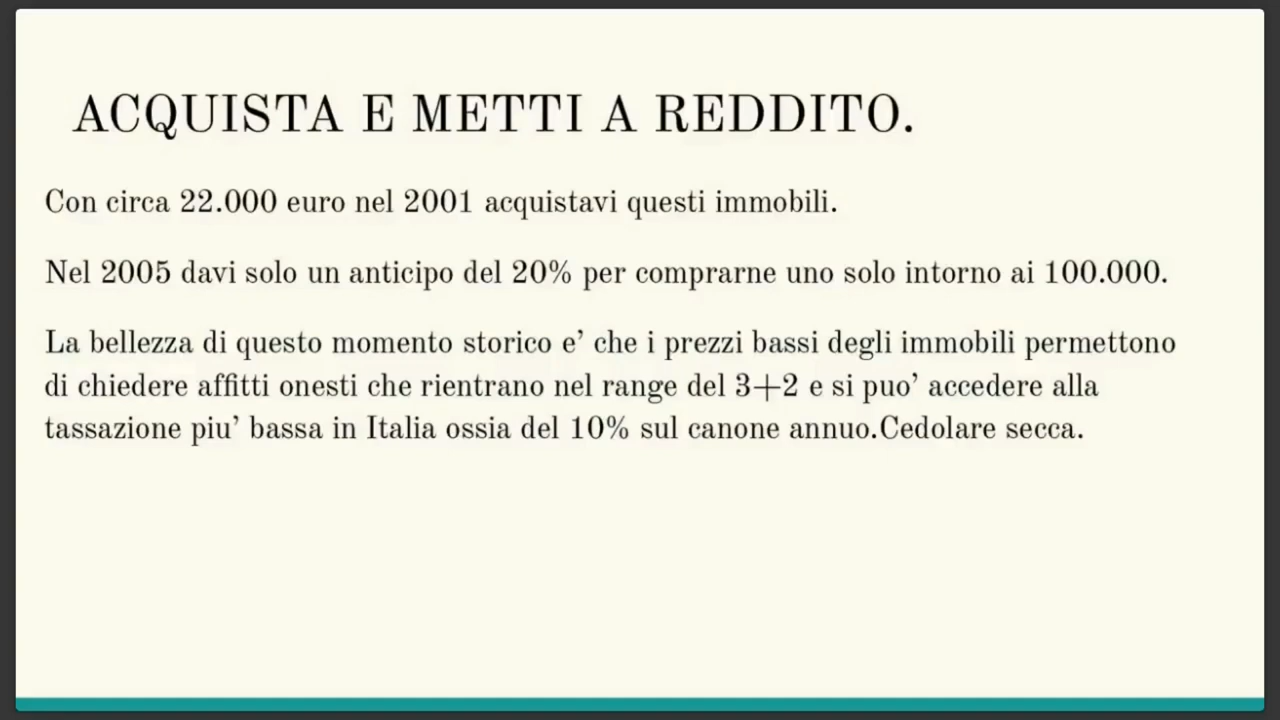 ACQUISTA E METTI A REDDITO.
Con circa 22.000 euro nel 2001 acquistavi questi immobili.
Nel 2005 davi solo un anticipo del 20% per comprarne uno solo intorno ai 100.000.
La bellezza di questo momento storico e’ che i prezzi bassi degli immobili permettono
di chiedere affitti onesti che rientrano nel range del 3+2 e si puo’ accedere alla
tassazione piu’ bassa in Italia ossia del 10% sul canone annuo.Cedolare secca.